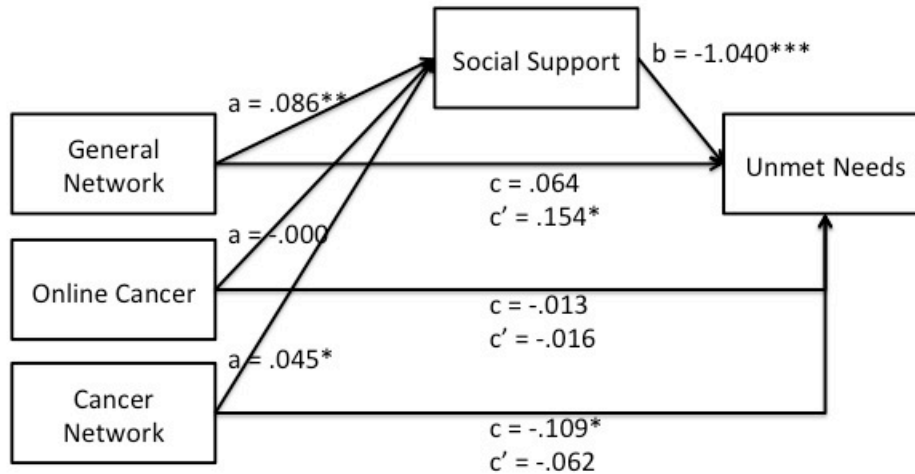 Social Support
b = -1.040***
a = .086**
General
Network
Unmet Needs
c = .064
c’ = .154*
a = -.000
Online Cancer
c = -.013
c’ = -.016
a = .045*
Cancer
Network
c = -.109*
c’ = -.062